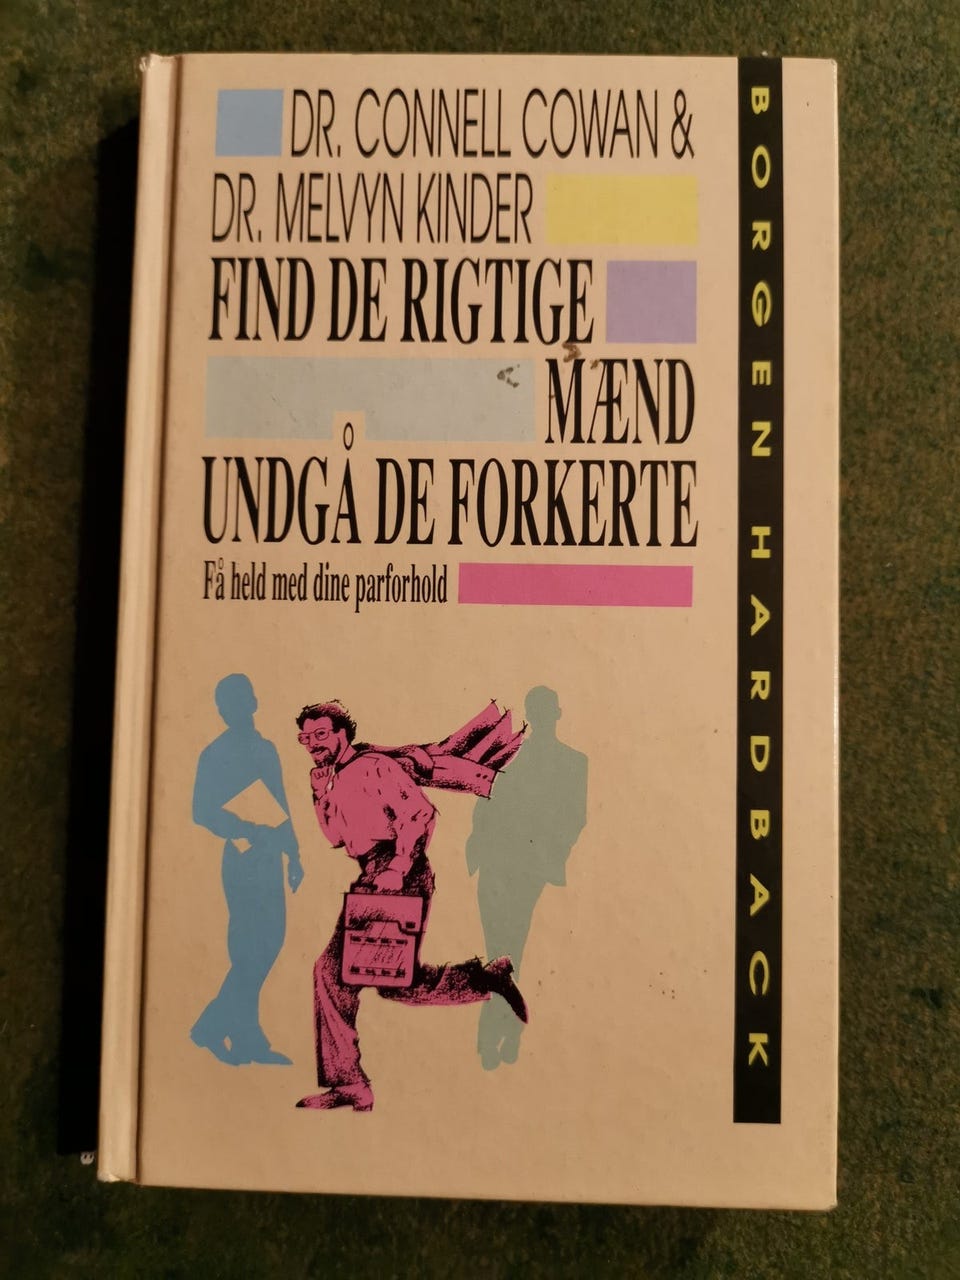 DR. CONNELL COWAN &
DR. MELVYN KINDER
FIND DE RIGTIGE
MÆND
UNDGÅ DE FORKERTE
Få held med dine parforhold
BORGEN HARDBACK